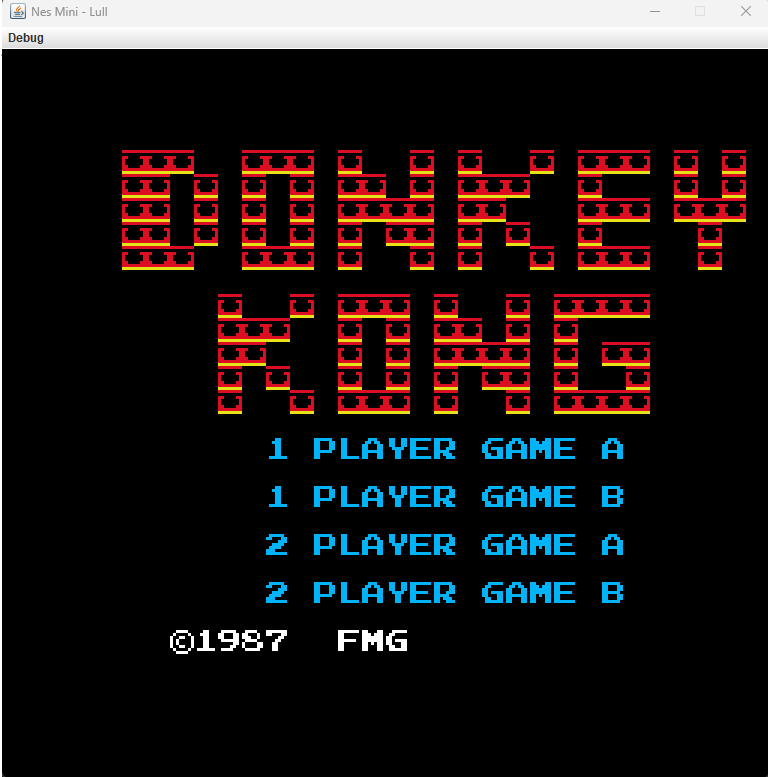 Nes Mini - Lull
Debug
DONKEY
KONG
1 PLAYER GAME A
1 PLAYER GAME B
2 PLAYER GAME A
2 PLAYER GAME B
©1987 FMG